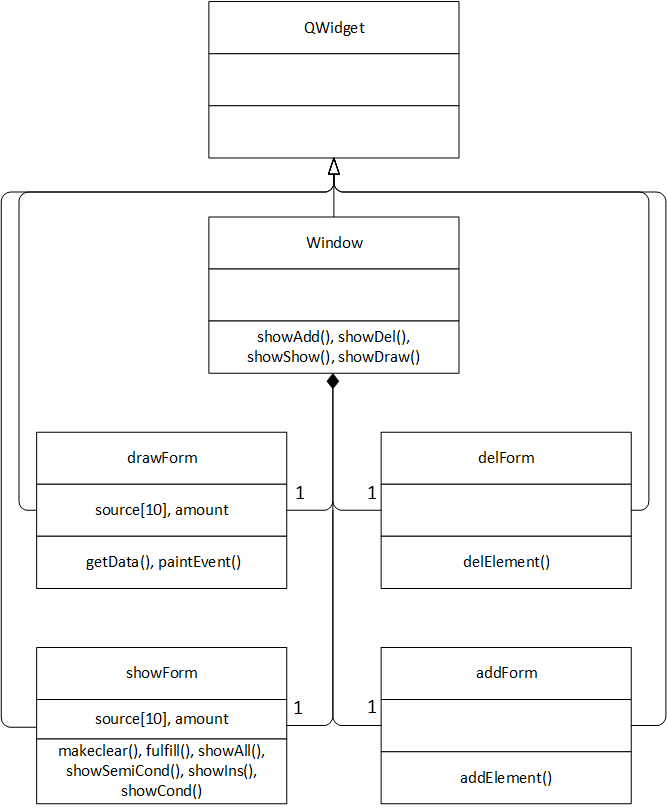 QWidget
Window
showAdd(), showDel(),
showShow(), showDraw()
drawForm
source[10], amount
getData(), paintEvent()
1
1
delForm
delElement()
showForm
source[10], amount
makeclear(), fulfill(), showAll(),
showSemiCond(), showIns(),
showCond()
1
1
addForm
addElement()